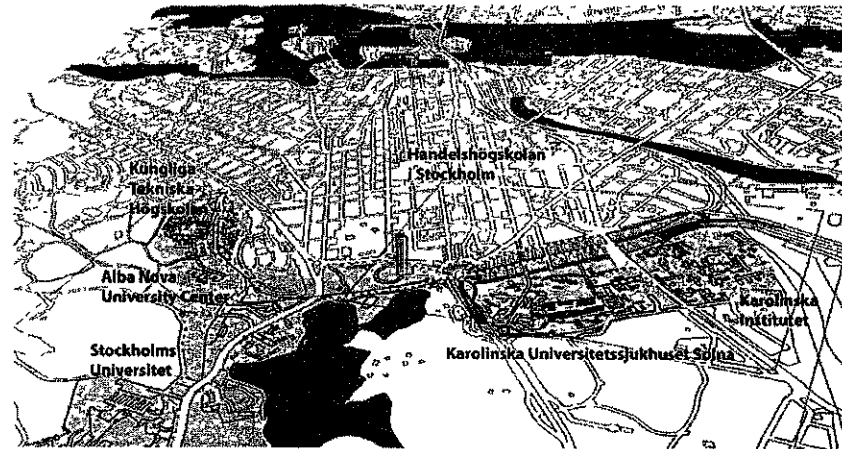 Handelshögskolan
i Stockholm
Kungliga
Tekniska
Högskolan
Alba Nova
University Center
Karolinska
Institutet
Stockholms
Universitet
Karolinska Universitetssjukhuset Solna